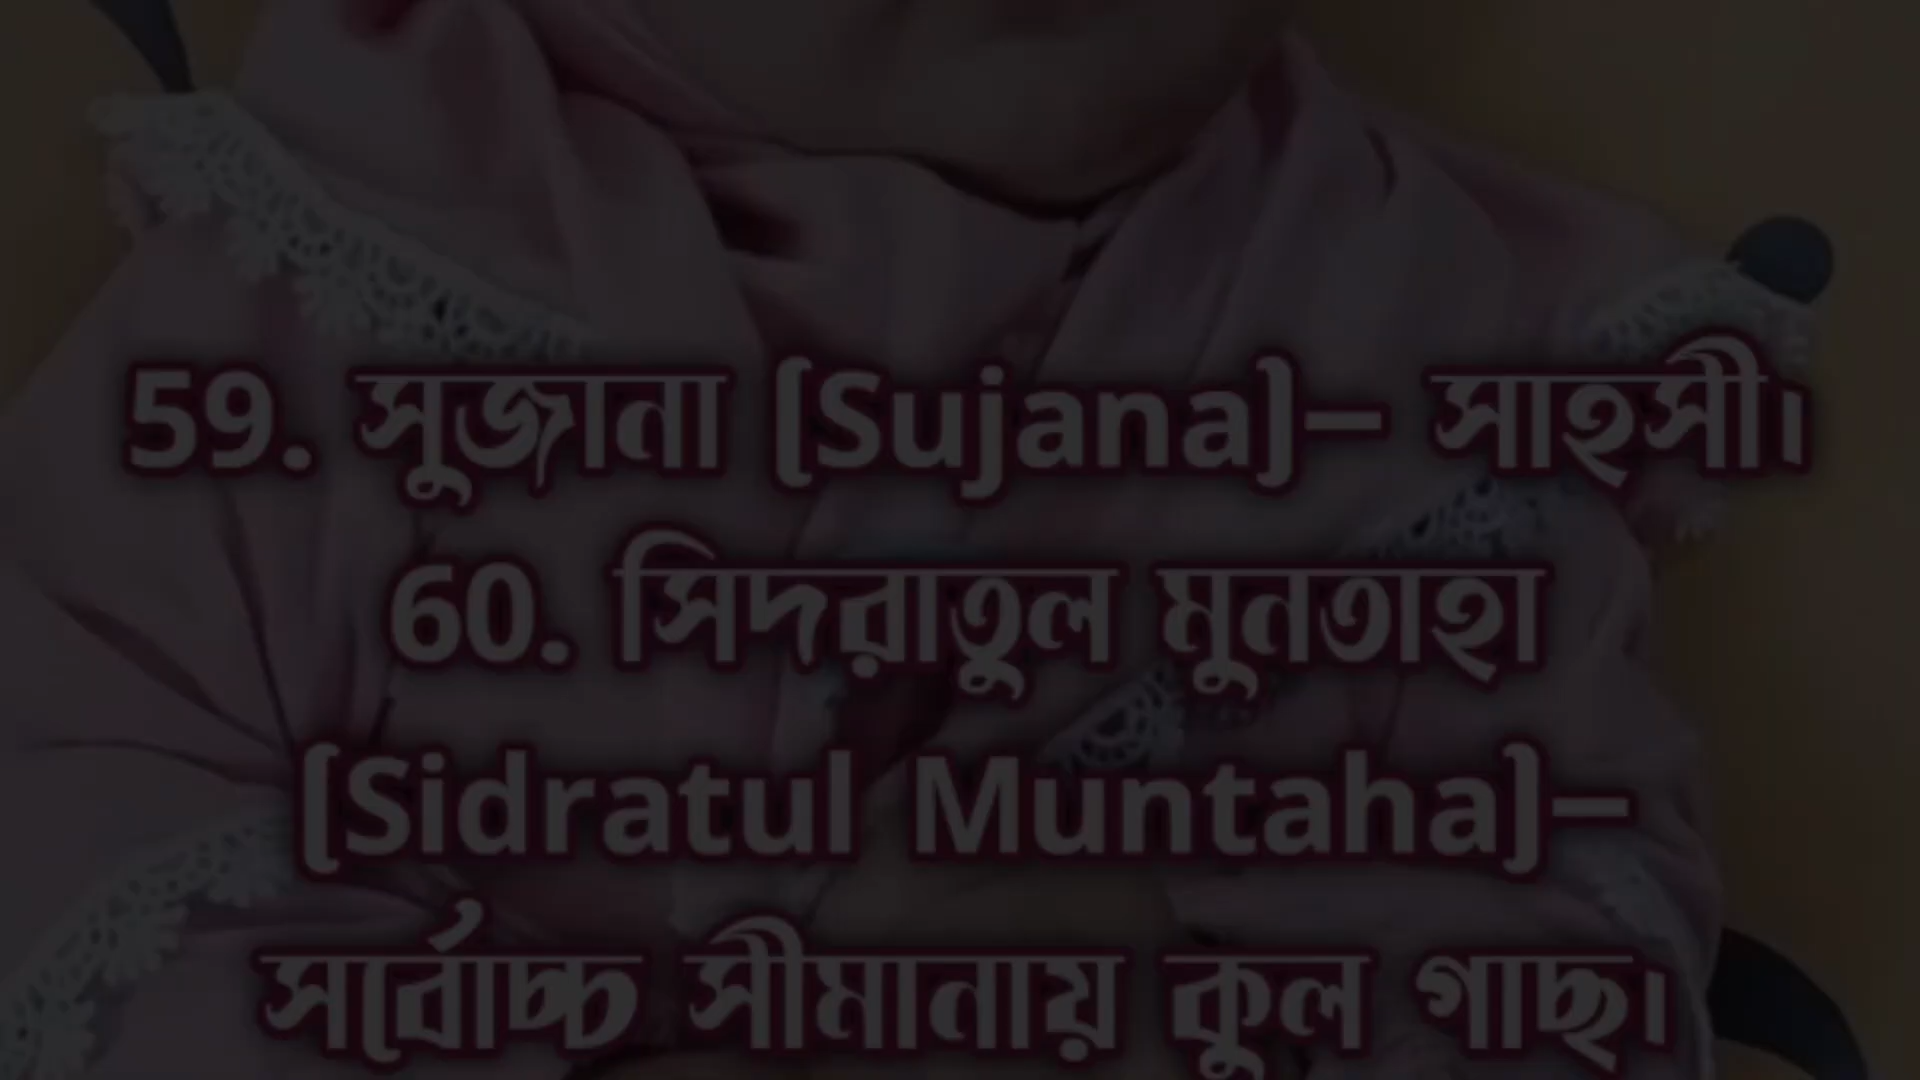 59. সুজানা (Sujana)– সাহসী।
60. সিদরাতুল মুনতাহা
(Sidratul Muntaha)–
সর্বোচ্চ সীমানায় কুল গাছ।